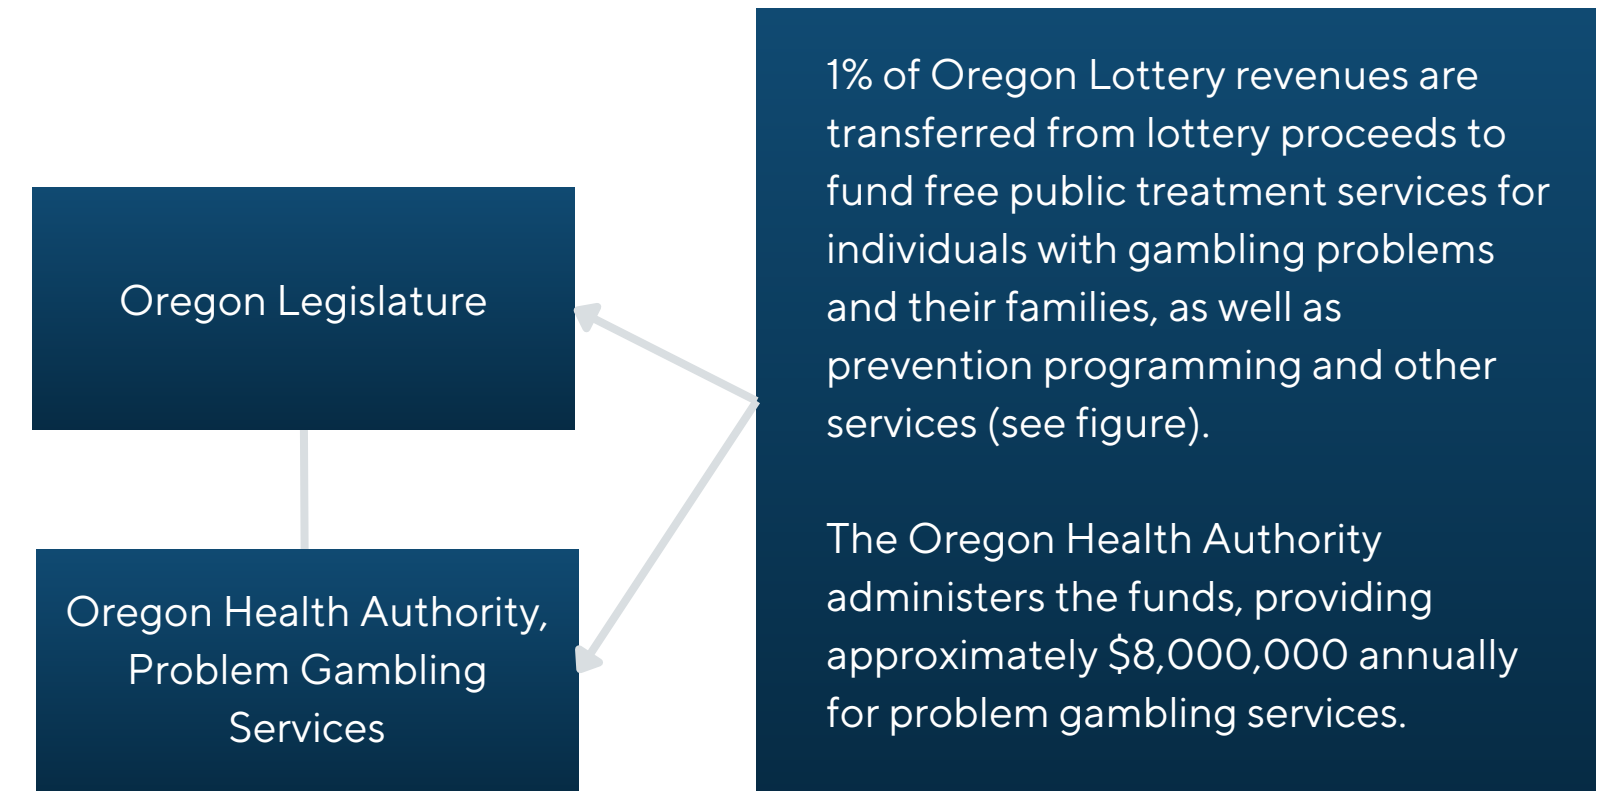 Oregon Legislature
Oregon Health Authority,
Problem Gambling
Services
1% of Oregon Lottery revenues are
transferred from lottery proceeds to
fund free public treatment services for
individuals with gambling problems
and their families, as well as
prevention programming and other
services (see figure).
The Oregon Health Authority
administers the funds, providing
approximately $8,000,000 annually
for problem gambling services.